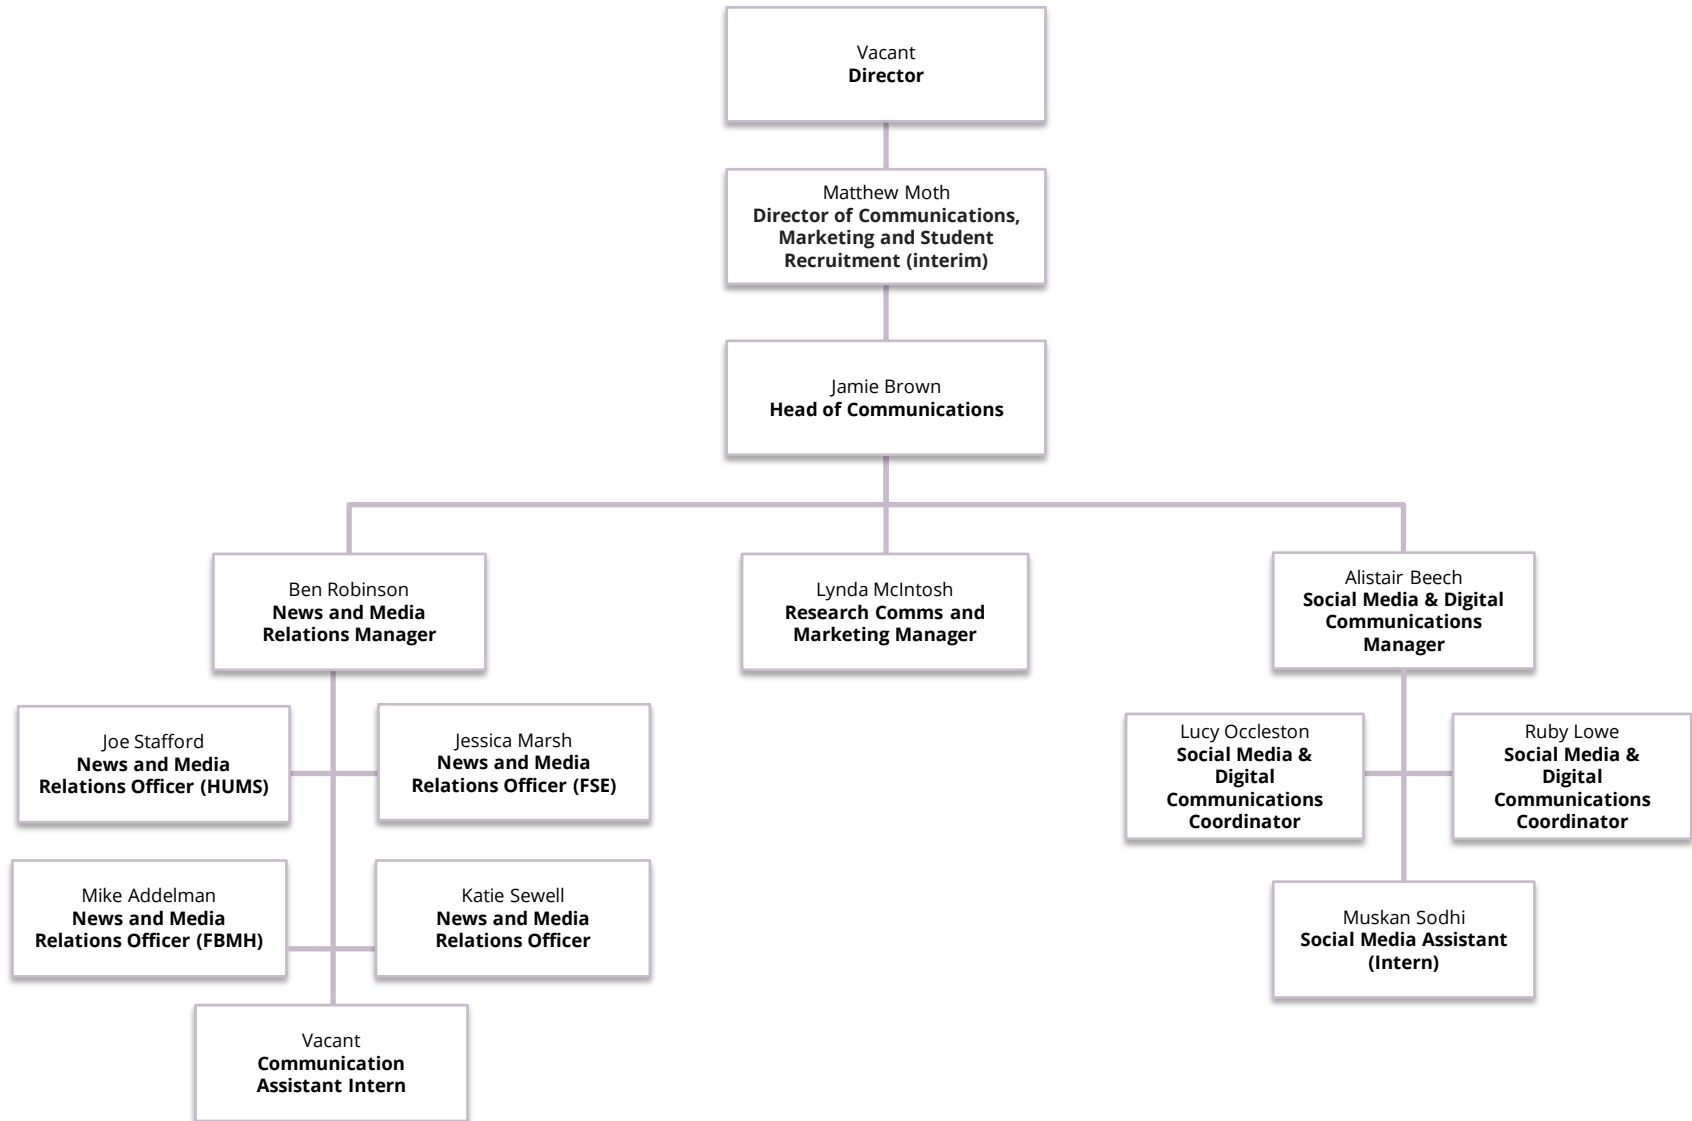 Vacant
Director
Matthew Moth
Director of Communications,
Marketing and Student
Recruitment (interim)
Jamie Brown
Head of Communications
Ben Robinson
News and Media
Relations Manager
Lynda McIntosh
Research Comms and
Marketing Manager
Alistair Beech
Social Media & Digital
Communications
Manager
Joe Stafford
News and Media
Relations Officer (HUMS)
Jessica Marsh
News and Media
Relations Officer (FSE)
Lucy Occleston
Social Media &
Digital
Communications
Coordinator
Ruby Lowe
Social Media &
Digital
Communications
Coordinator
Mike Addelman
News and Media
Relations Officer (FBMH)
Katie Sewell
News and Media
Relations Officer
Muskan Sodhi
Social Media Assistant
(Intern)
Vacant
Communication
Assistant Intern